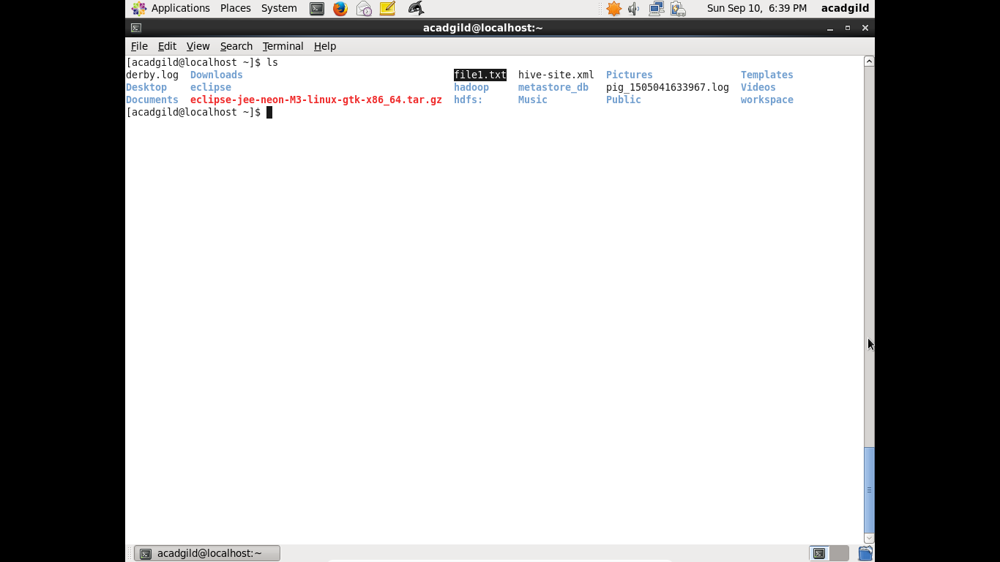 Applications Places System Sun Sep 10, 6:39 PM acadgild
acadgild@localhost:~
File Edit View Search Terminal Help
[acadgild@localhost ~]$ ls
derby.log Downloads file1.txt hive-site.xml Pictures Templates
Desktop eclipse hadoop metastore_db pig_1505041633967.log Videos
Documents eclipse-jee-neon-M3-linux-gtk-x86_64.tar.gz hdfs: Music Public workspace
[acadgild@localhost ~]$
acadgild@localhost:~